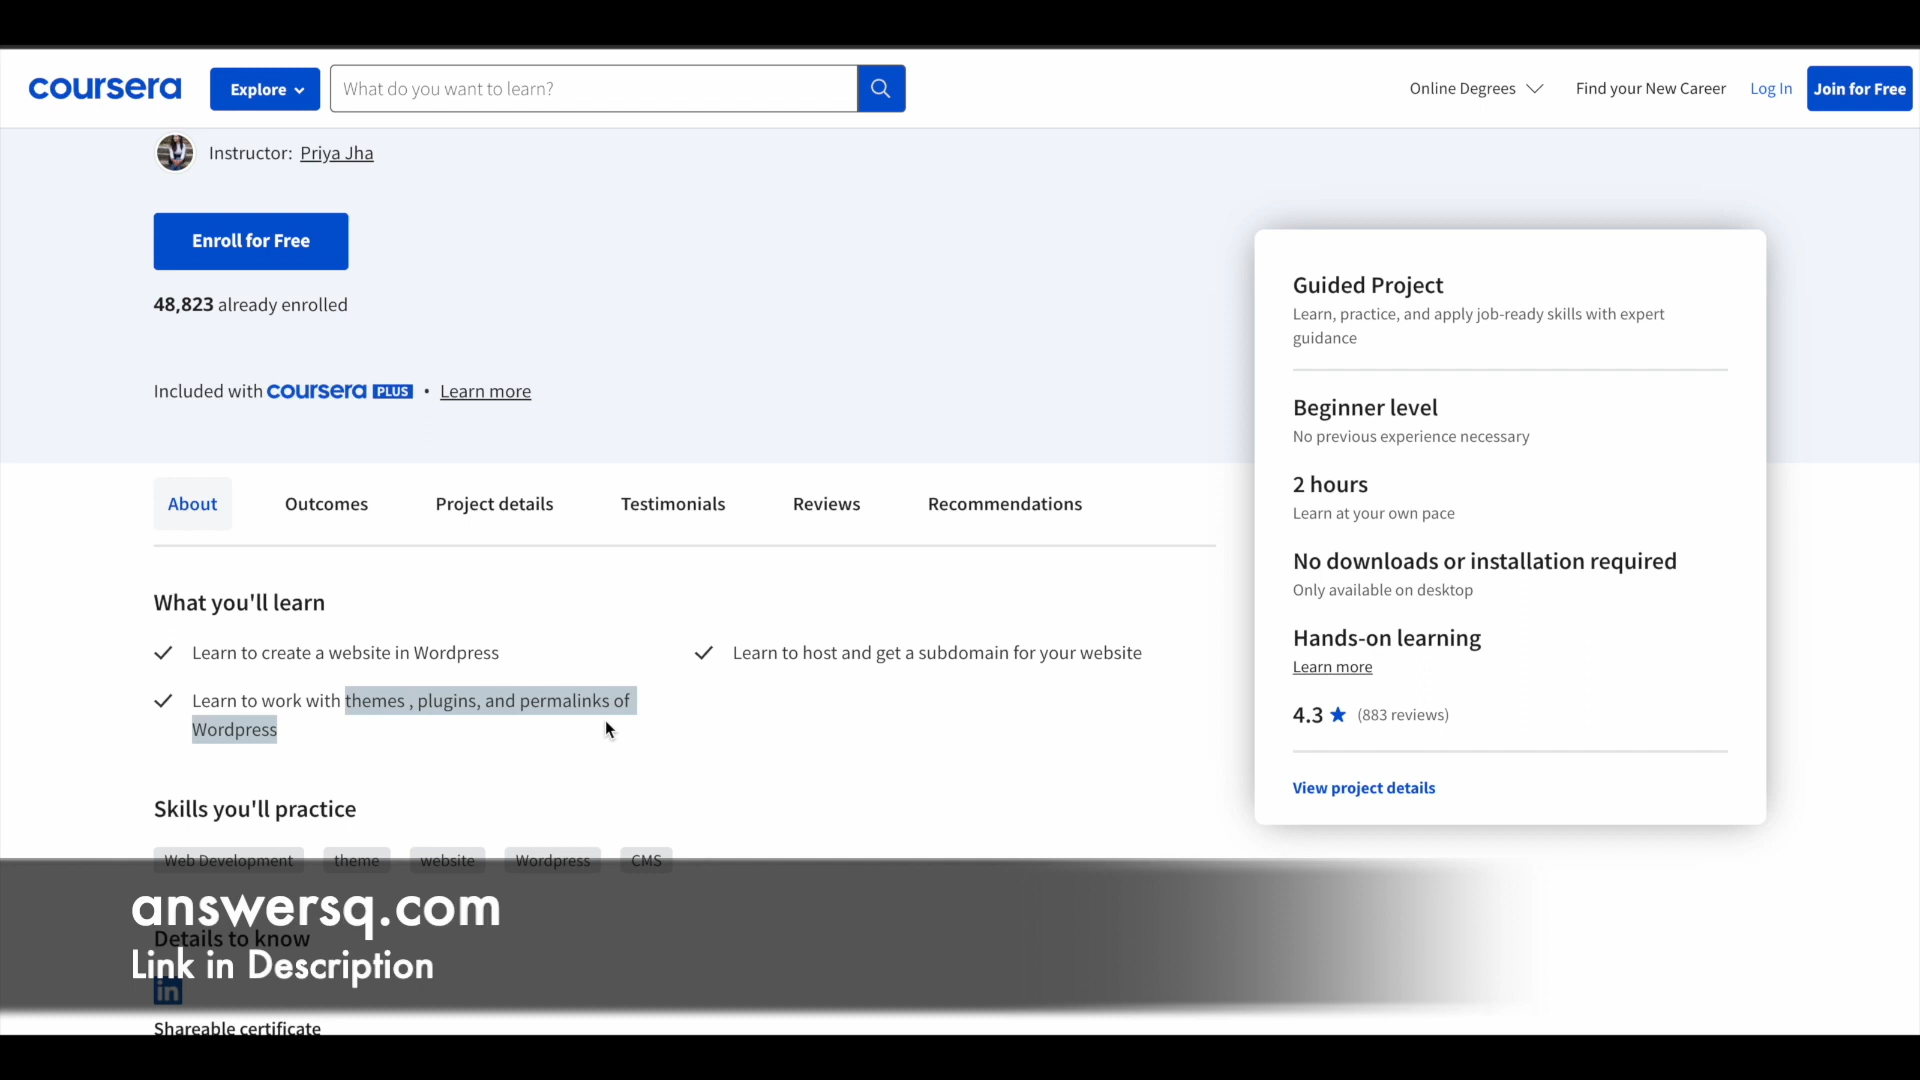 coursera
Explore
What do you want to learn?
Online Degrees
Find your New Career
Log In
Join for Free
Instructor: Priya Jha
Enroll for Free
48,823 already enrolled
Included with coursera PLUS • Learn more
Guided Project
Learn, practice, and apply job-ready skills with expert
guidance
Beginner level
No previous experience necessary
2 hours
Learn at your own pace
No downloads or installation required
Only available on desktop
Hands-on learning
Learn more
4.3 ★ (883 reviews)
View project details
About
Outcomes
Project details
Testimonials
Reviews
Recommendations
What you'll learn
Learn to create a website in Wordpress
Learn to host and get a subdomain for your website
Learn to work with themes , plugins, and permalinks of
Wordpress
Skills you'll practice
Web Development
theme
website
Wordpress
CMS
answersq.com
Details to know
Link in Description
in
Shareable certificate